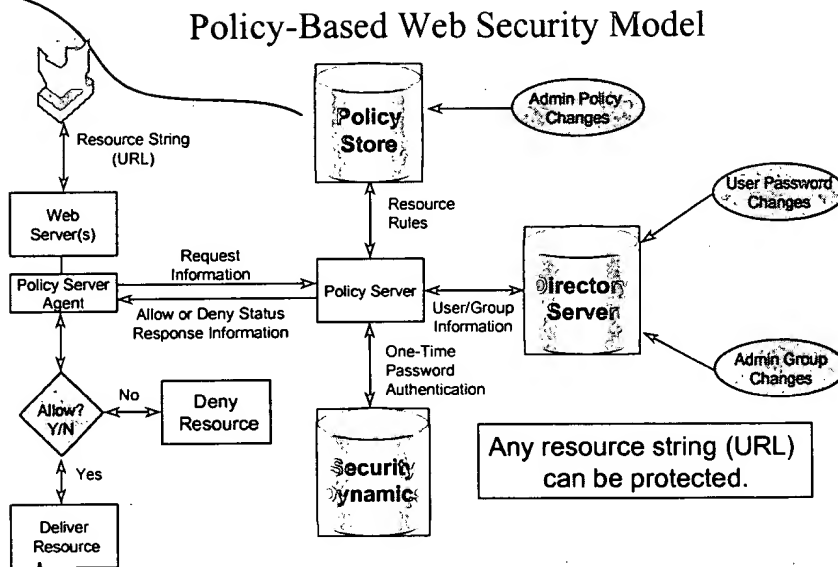 Policy-Based Web Security Model
Resource String
(URL)
Policy
Store
Admin Policy
Changes
User Password
Changes
Web
Server(s)
Resource
Rules
Request
Information
Policy Server
Agent
Policy Server
Director
Server
Allow or Deny Status
Response Information
User/Group
Information
One-Time
Password
Authentication
Admin Group
Changes
Allow?
Y/N
No
Deny
Resource
Yes
Security
Dynamic
Any resource string (URL)
can be protected.
Deliver
Resource